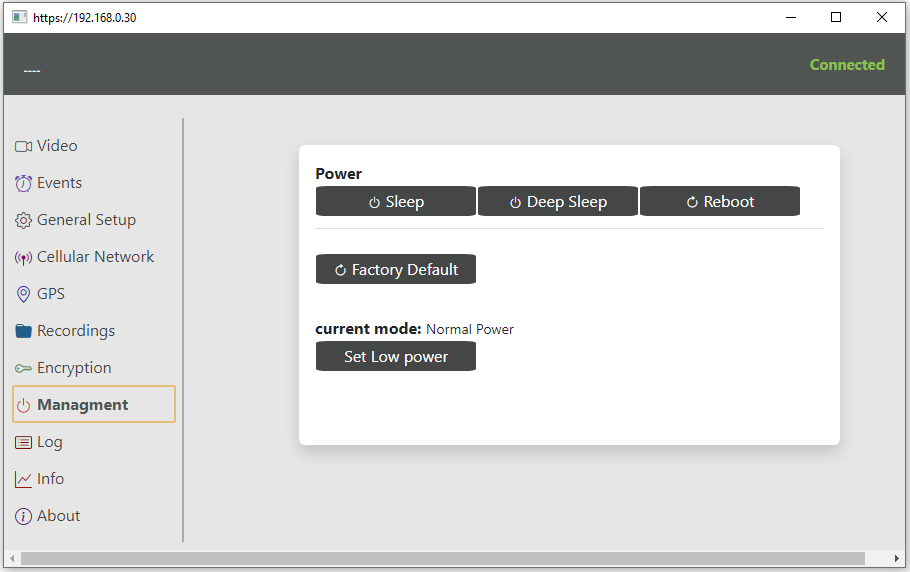 https://192.168.0.30
----
Connected
Video
Events
General Setup
Cellular Network
GPS
Recordings
Encryption
Managment
Log
Info
About
Power
Sleep
Deep Sleep
Reboot
Factory Default
current mode: Normal Power
Set Low power